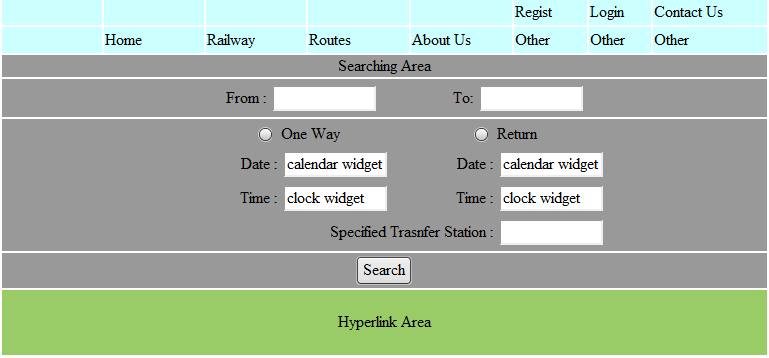 Regist Login Contact Us
Home Railway Routes About Us Other Other Other
Searching Area
From : To:
One Way Return
Date : calendar widget Date : calendar widget
Time : clock widget Time : clock widget
Specified Trasnfer Station :
Search
Hyperlink Area